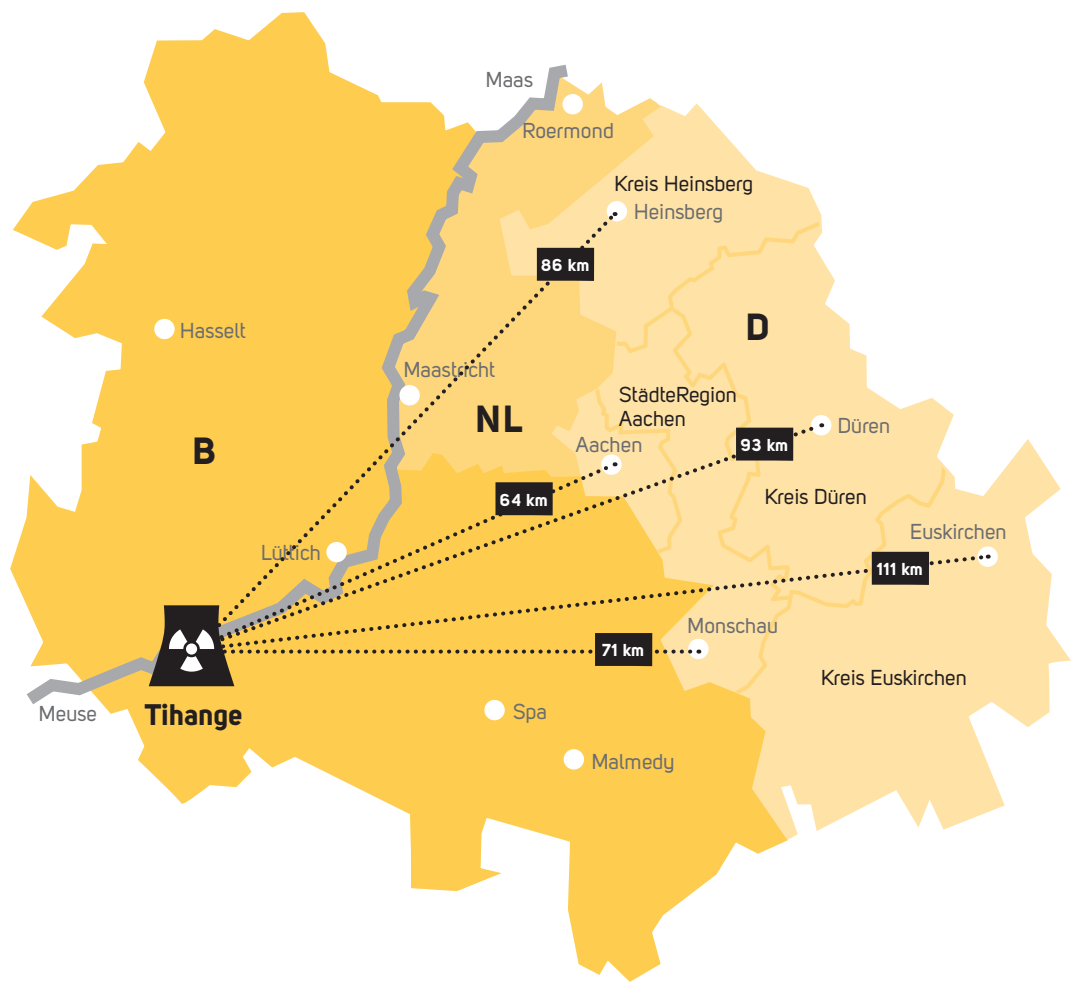 Maas
Roermond
Kreis Heinsberg
Heinsberg
86 km
D
Hasselt
Maastricht
StädteRegion
Aachen
NL
Düren
93 km
Aachen
B
64 km
Kreis Düren
Euskirchen
Lüttich
111 km
Monschau
71 km
Kreis Euskirchen
Meuse
Tihange
Spa
Malmedy